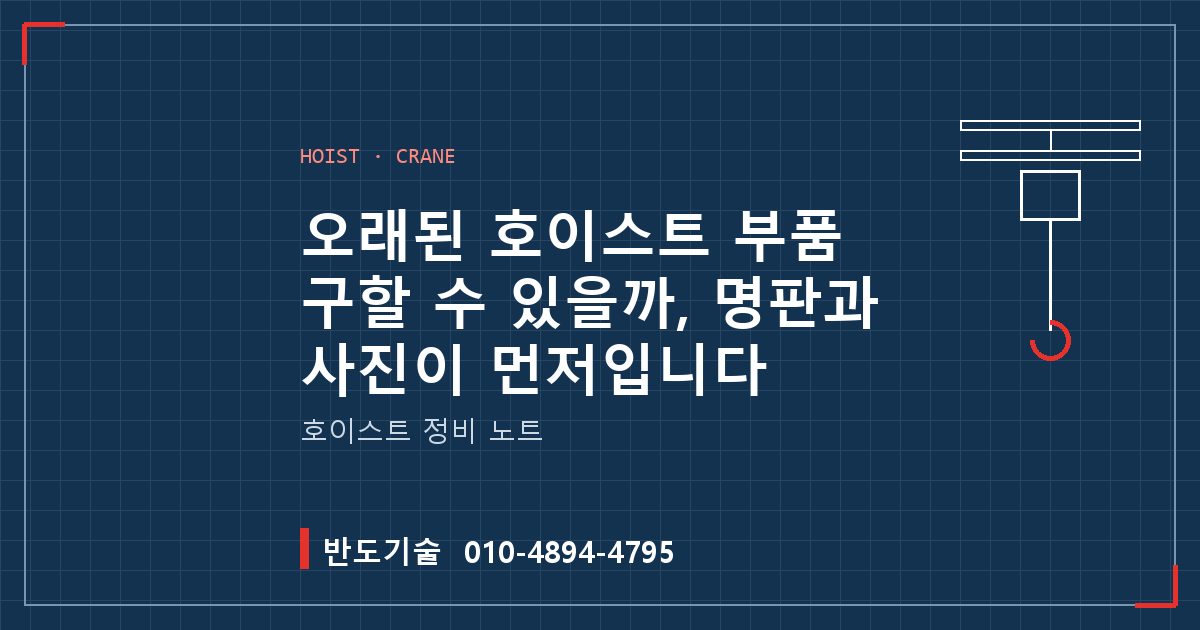 HOIST · CRANE
오래된 호이스트 부품
구할 수 있을까, 명판과
사진이 먼저입니다
호이스트 정비 노트
반도기술 010-4894-4795